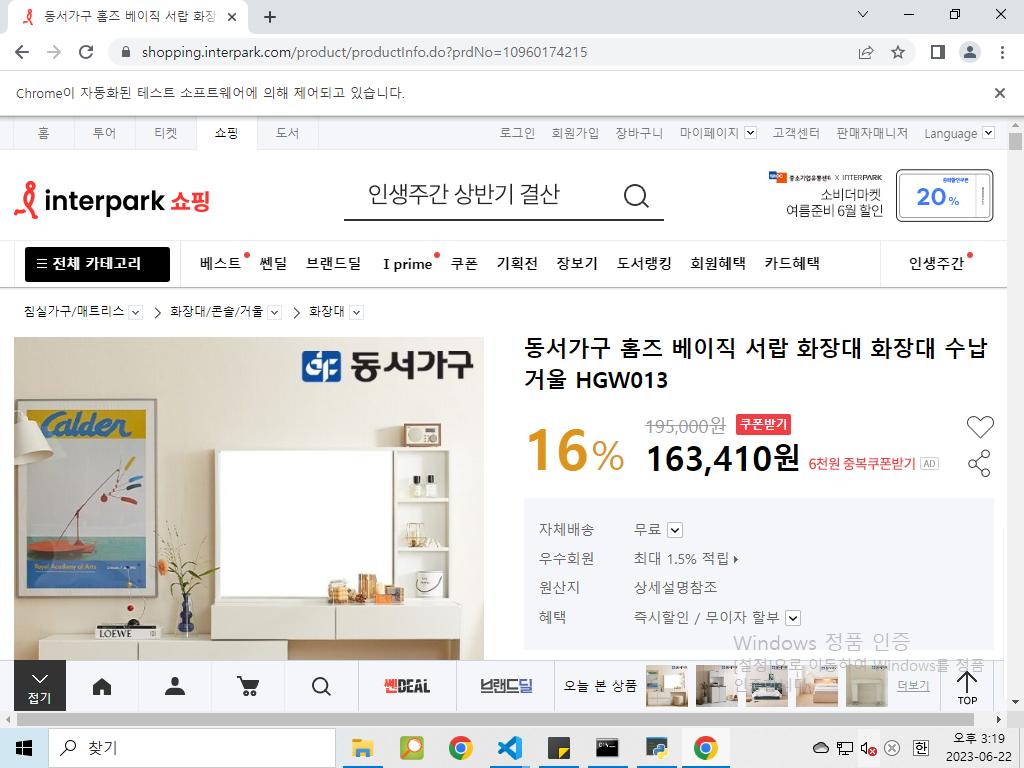 동서가구 홈즈 베이직 서랍 화장
shopping.interpark.com/product/productInfo.do?prdNo=10960174215
Chrome이 자동화된 테스트 소프트웨어에 의해 제어되고 있습니다.
홈 투어 티켓 쇼핑 도서 로그인 회원가입 장바구니 마이페이지 고객센터 판매자매니저 Language
interpark 쇼핑
인생주간 상반기 결산
중소기업유통센터 X INTERPARK
소비더마켓
여름준비 6월 할인
20%
전체 카테고리 베스트 쎈딜 브랜드딜 I prime 쿠폰 기획전 장보기 도서랭킹 회원혜택 카드혜택 인생주간
침실가구/매트리스 화장대/콘솔/거울 화장대
동서가구
Calder
Royal Academy of Arts
LOEWE
동서가구 홈즈 베이직 서랍 화장대 화장대 수납
거울 HGW013
16%
195,000원 쿠폰받기
163,410원 6천원 중복쿠폰받기 AD
자체배송 무료
우수회원 최대 1.5% 적립
원산지 상세설명참조
혜택 즉시할인 / 무이자 할부
Windows 정품 인증
[설정]으로 이동하여 Windows를 정품
접기
쎈DEAL
브랜드딜
오늘 본 상품
더보기
TOP
찾기
한
오후 3:19
2023-06-22